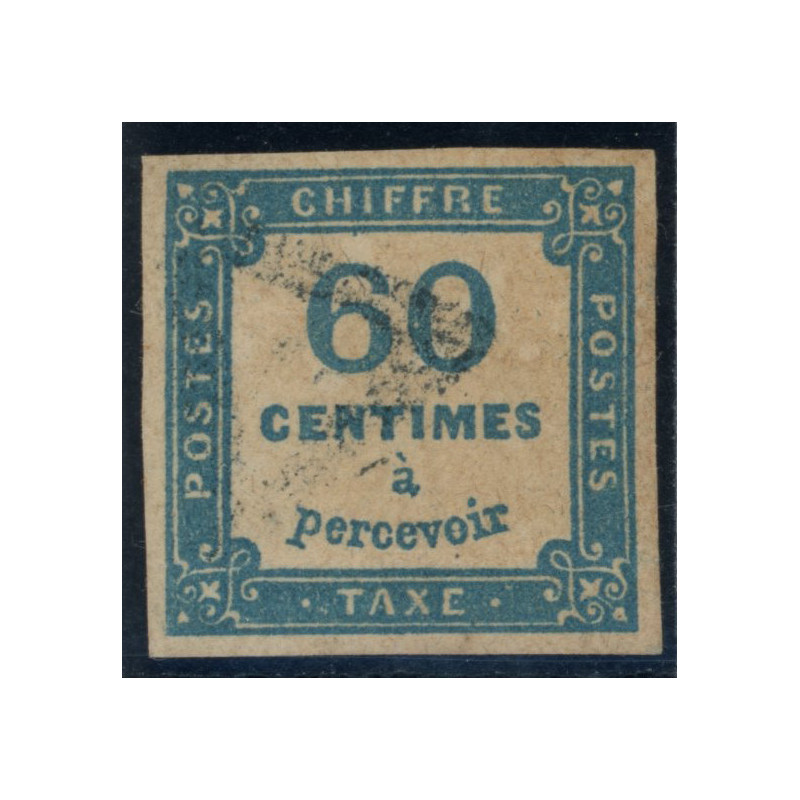 CHIFFRE
POSTES
60
CENTIMES
à
percevoir
POSTES
· TAXE ·